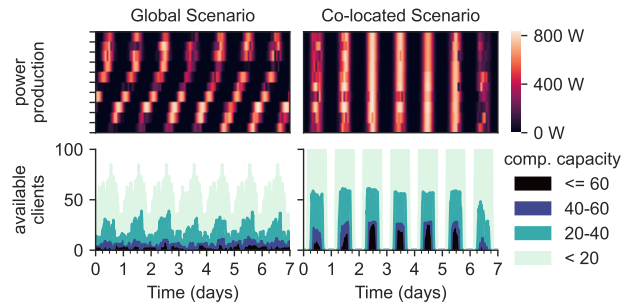 Global Scenario
Co-located Scenario
power
production
800 W
400 W
0 W
available
clients
100
50
0
0 1 2 3 4 5 6 7
Time (days)
0 1 2 3 4 5 6 7
Time (days)
comp. capacity
<= 60
40-60
20-40
< 20